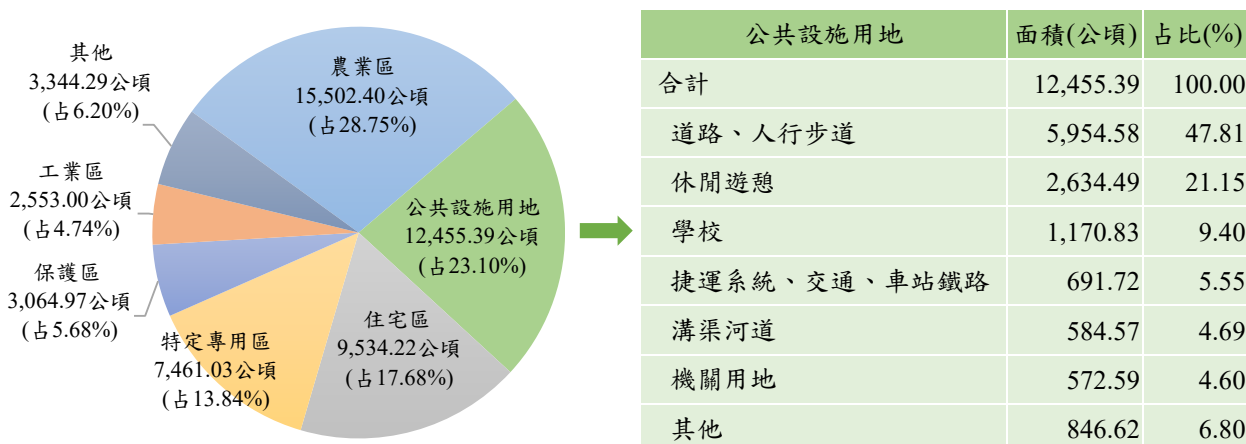 其他
3,344.29公頃
(占6.20%)
農業區
15,502.40公頃
(占28.75%)
工業區
2,553.00公頃
(占4.74%)
公共設施用地
12,455.39公頃
(占23.10%)
保護區
3,064.97公頃
(占5.68%)
住宅區
9,534.22公頃
(占17.68%)
特定專用區
7,461.03公頃
(占13.84%)
公共設施用地 面積(公頃) 占比(%)
合計 12,455.39 100.00
道路、人行步道 5,954.58 47.81
休閒遊憩 2,634.49 21.15
學校 1,170.83 9.40
捷運系統、交通、車站鐵路 691.72 5.55
溝渠河道 584.57 4.69
機關用地 572.59 4.60
其他 846.62 6.80